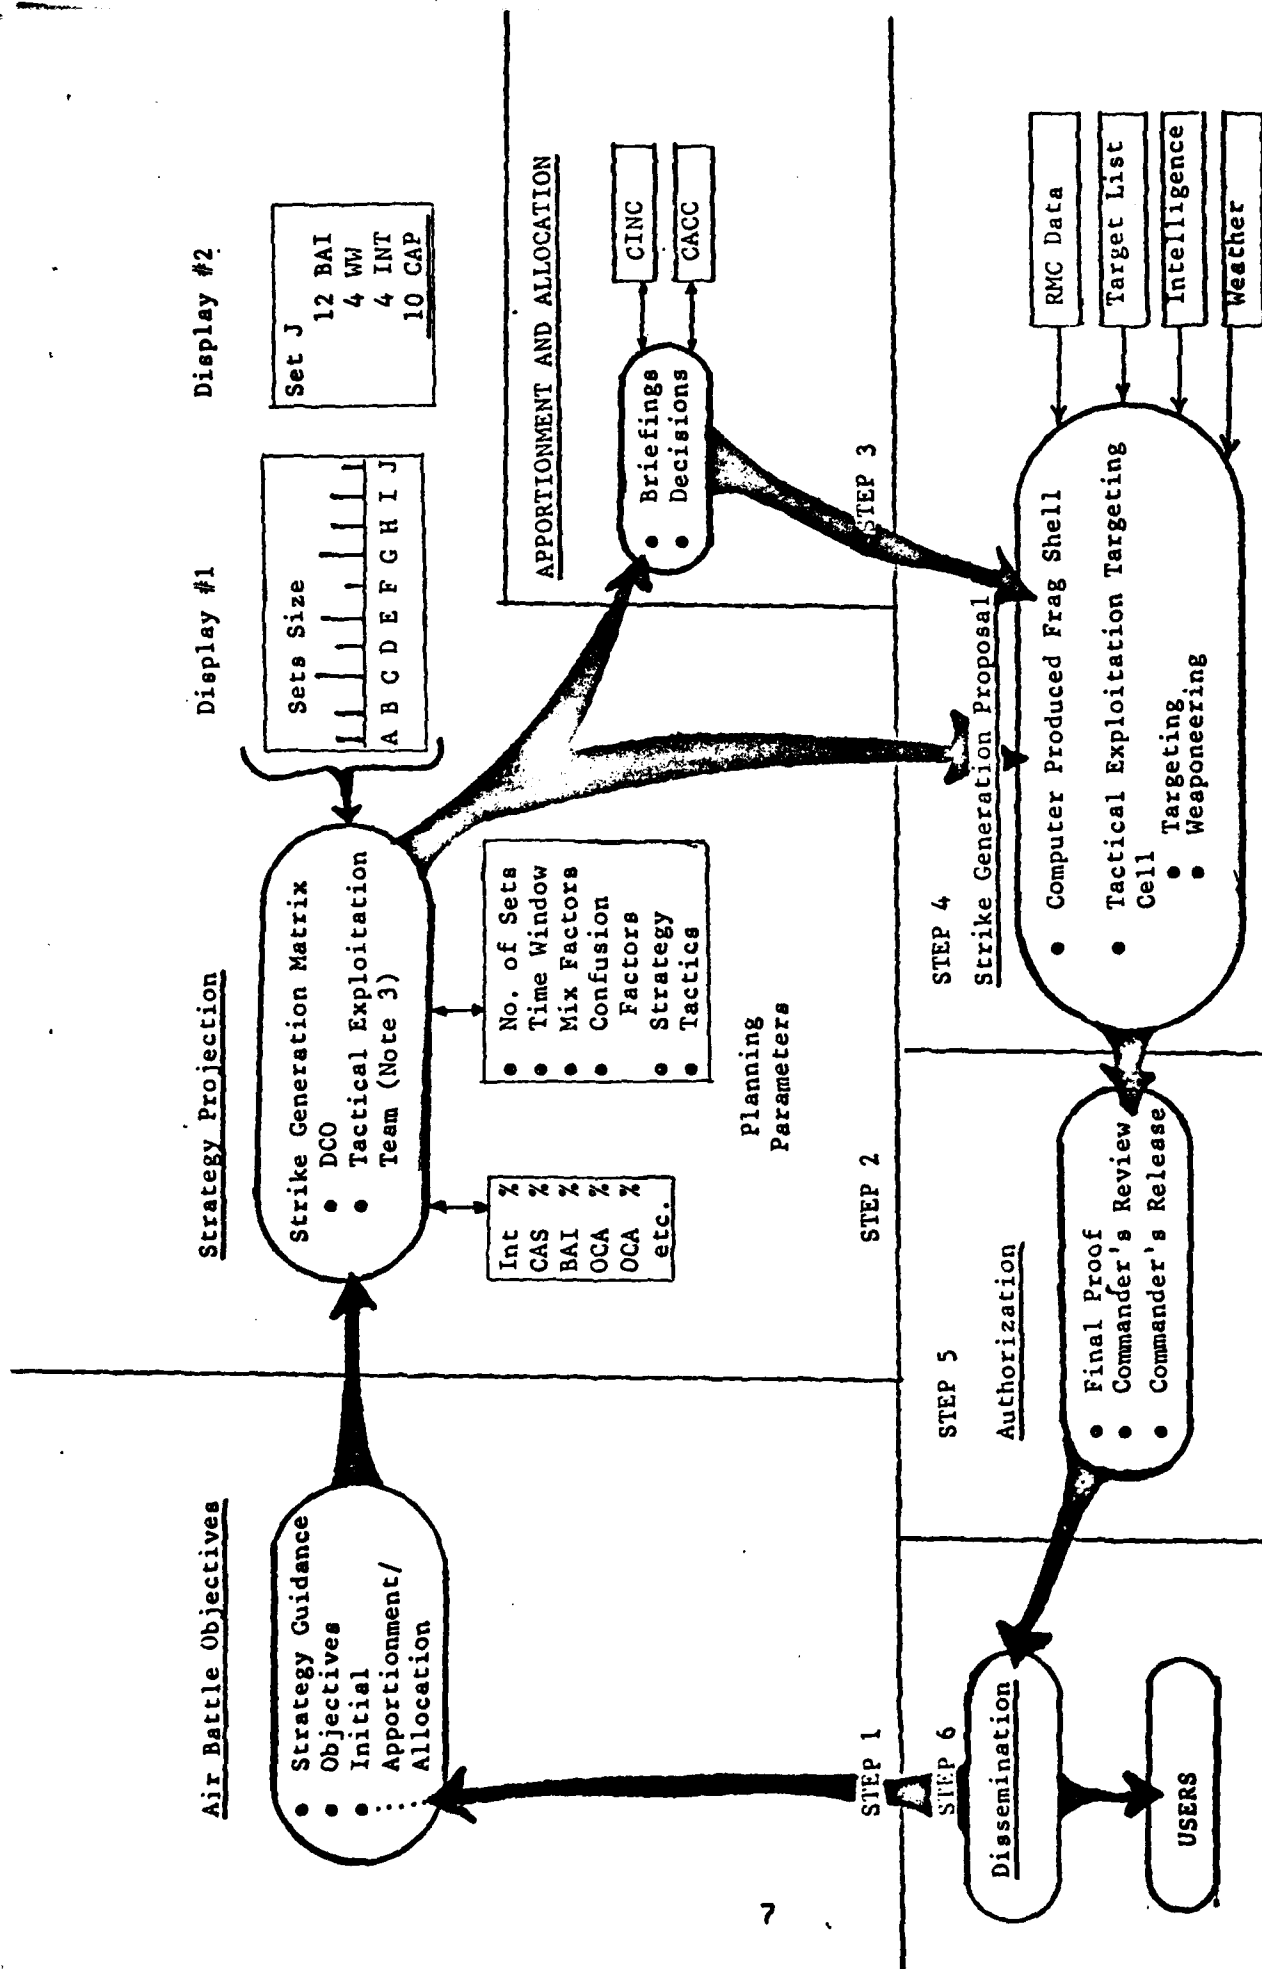 Air Battle Objectives
● Strategy Guidance
● Objectives
● Initial
Apportionment/
Allocation
STEP 1
Strategy Projection
Strike Generation Matrix
● DCO
● Tactical Exploitation
Team (Note 3)
Int %
CAS %
BAI %
OCA %
OCA %
etc.
● No. of Sets
● Time Window
● Mix Factors
● Confusion
Factors
● Strategy
● Tactics
Planning
Parameters
STEP 2
Display #1
Sets Size
A B C D E F G H I J
Display #2
Set J
12 BAI
4 WW
4 INT
10 CAP
APPORTIONMENT AND ALLOCATION
● Briefings
● Decisions
CINC
CACC
STEP 3
STEP 4
Strike Generation Proposal
● Computer Produced Frag Shell
● Tactical Exploitation Targeting
Cell
● Targeting
● Weaponeering
RMC Data
Target List
Intelligence
Weather
STEP 5
Authorization
● Final Proof
● Commander's Review
● Commander's Release
STEP 6
Dissemination
USERS
7